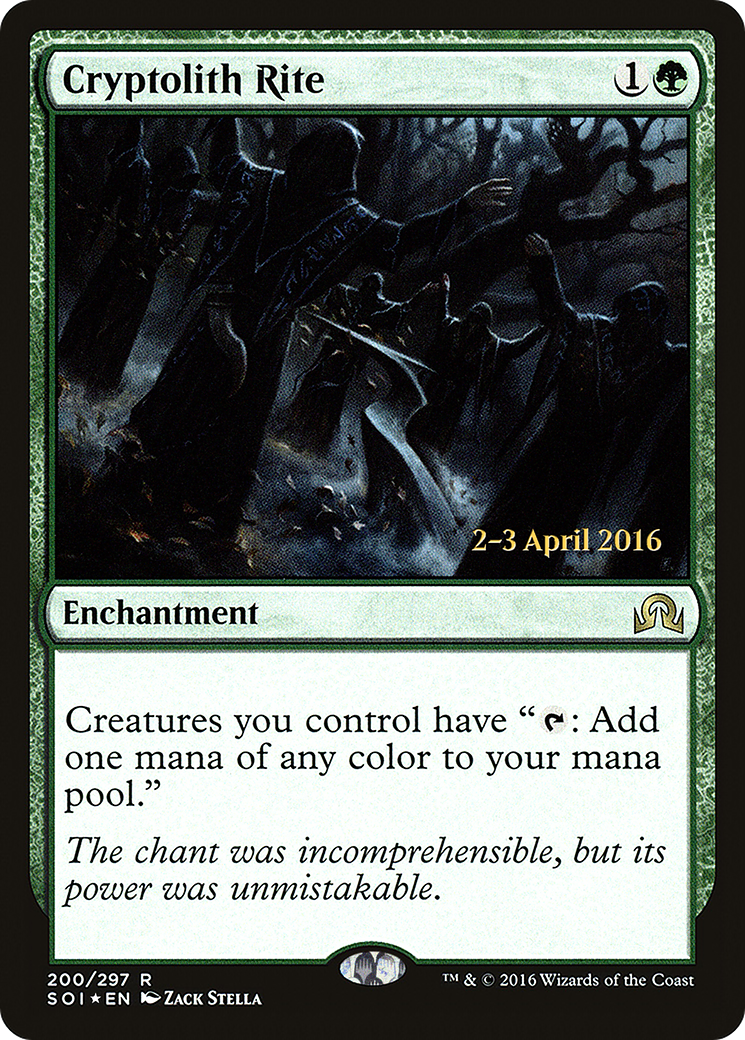 Cryptolith Rite 1
2–3 April 2016
Enchantment
Creatures you control have “ : Add
one mana of any color to your mana
pool.”
The chant was incomprehensible, but its
power was unmistakable.
200/297 R
SOI★EN Zack Stella
™ & © 2016 Wizards of the Coast